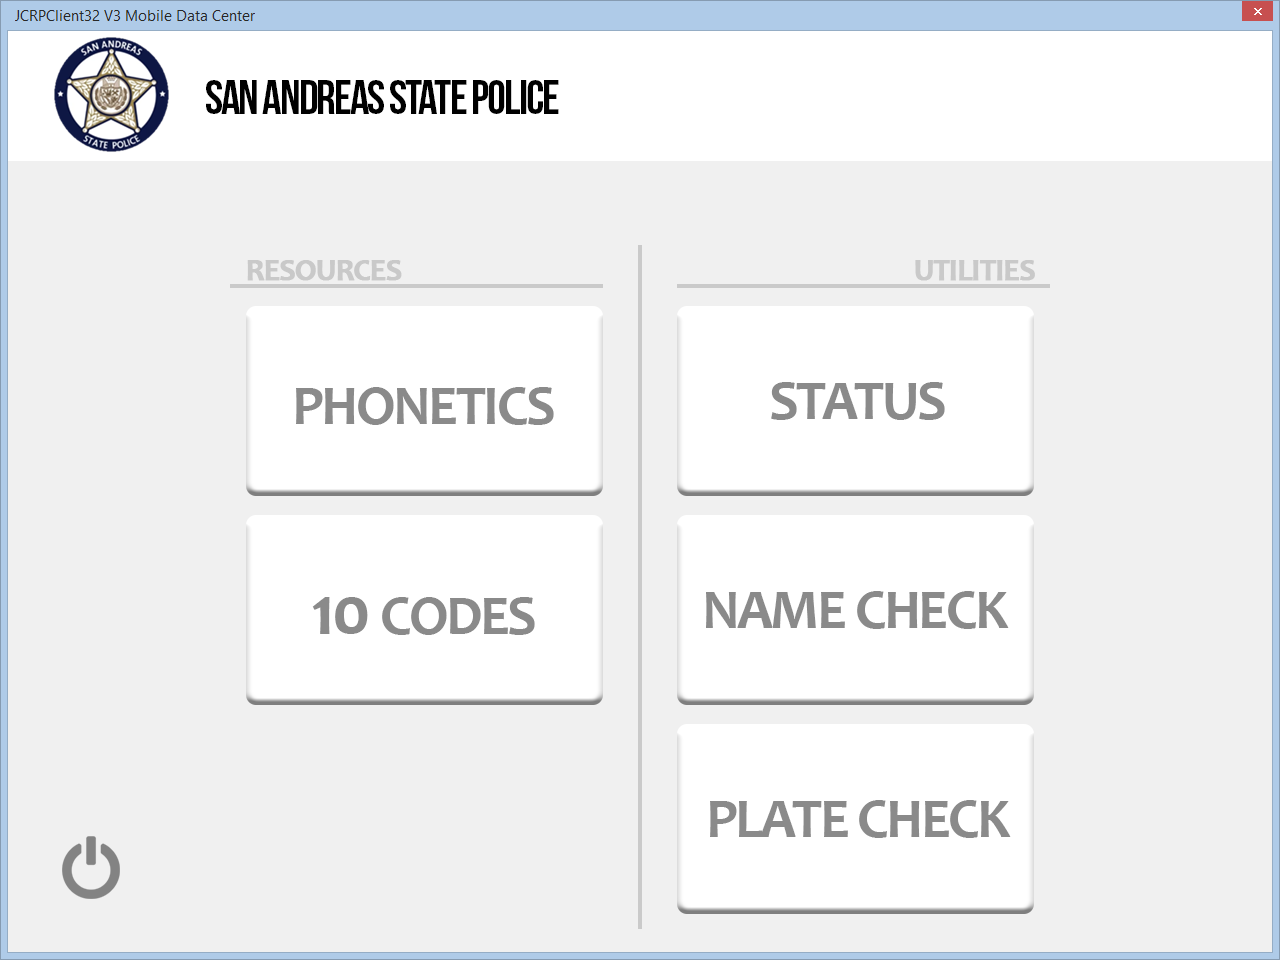 JCRPClient32 V3 Mobile Data Center
SAN ANDREAS
STATE POLICE
SAN ANDREAS STATE POLICE
RESOURCES
PHONETICS
10 CODES
UTILITIES
STATUS
NAME CHECK
PLATE CHECK